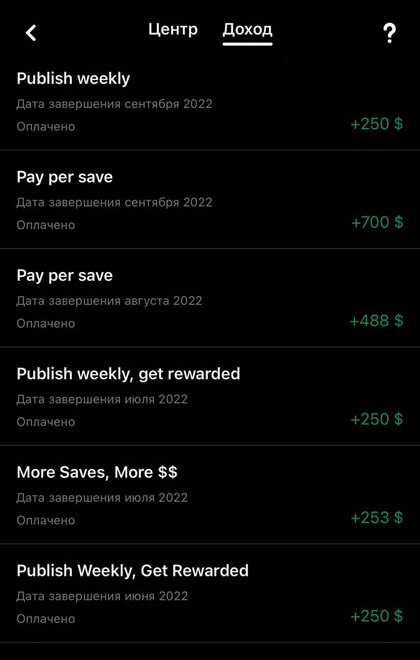 Центр Доход ?
Publish weekly
Дата завершения сентября 2022
Оплачено +250 $
Pay per save
Дата завершения сентября 2022
Оплачено +700 $
Pay per save
Дата завершения августа 2022
Оплачено +488 $
Publish weekly, get rewarded
Дата завершения июля 2022
Оплачено +250 $
More Saves, More $$
Дата завершения июля 2022
Оплачено +253 $
Publish Weekly, Get Rewarded
Дата завершения июня 2022
Оплачено +250 $